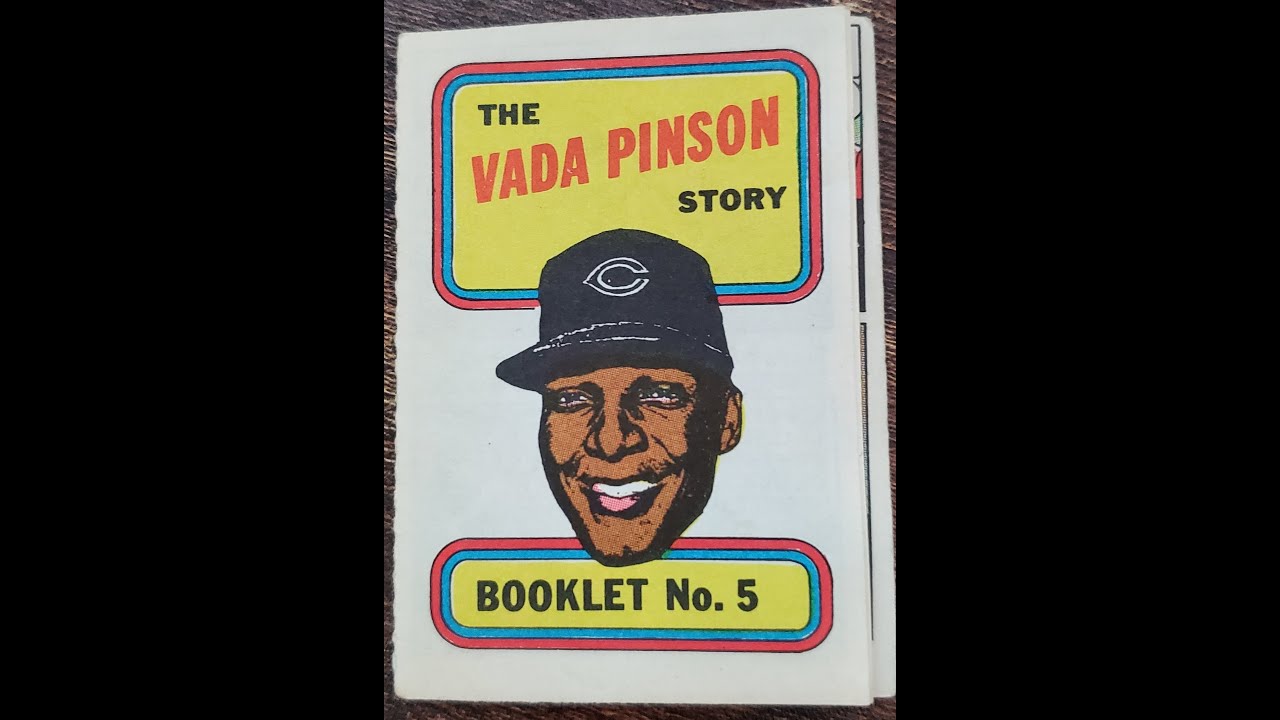 THE
VADA PINSON
STORY
C
BOOKLET No. 5